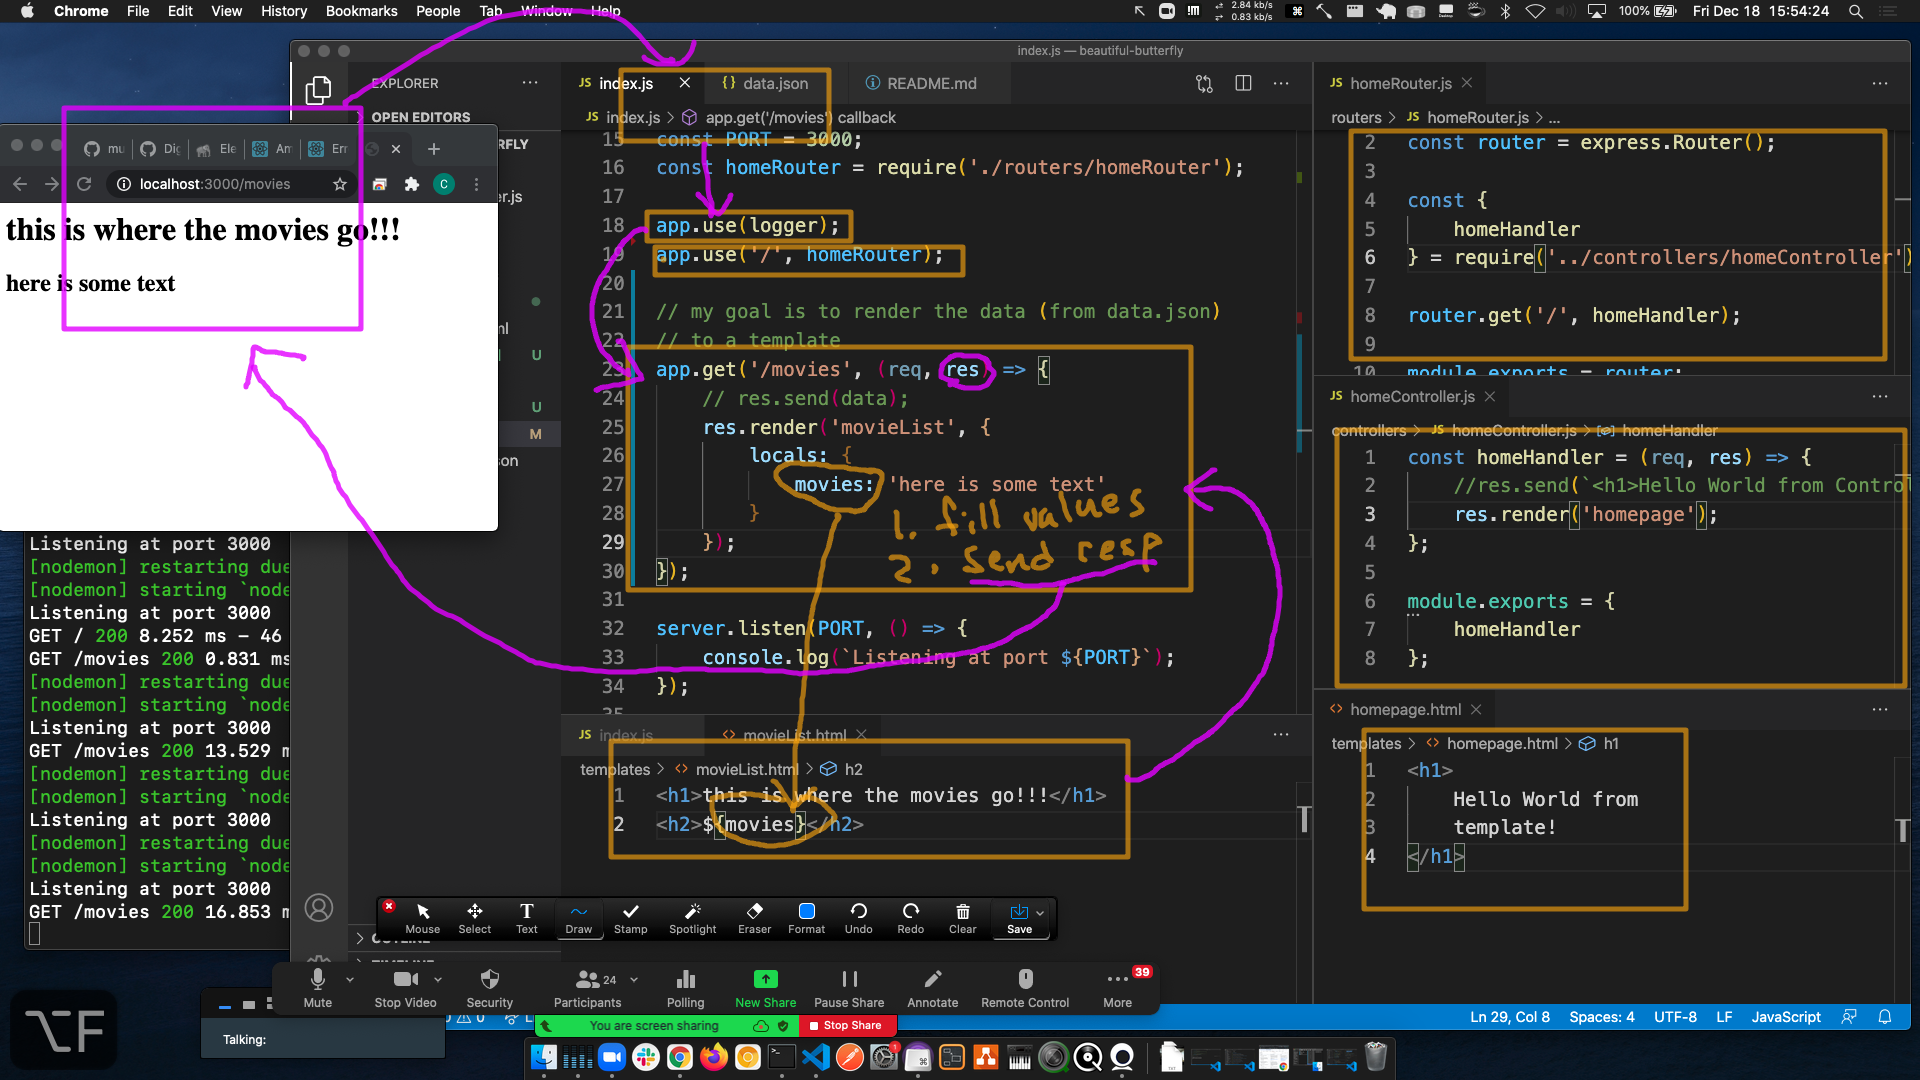 Chrome File Edit View History Bookmarks People Tab Window Help
2.84 kb/s
0.83 kb/s
100%
Fri Dec 18 15:54:24
index.js — beautiful-butterfly
EXPLORER
OPEN EDITORS
RFLY
er.js
ml
U
U
M
son
mu
Dig
Ele
Am
Err
localhost:3000/movies
this is where the movies go!!!
here is some text
JS index.js
{} data.json
README.md
JS index.js > app.get('/movies') callback
15 const PORT = 3000;
16 const homeRouter = require('./routers/homeRouter');
17
18 app.use(logger);
19 app.use('/', homeRouter);
20
21 // my goal is to render the data (from data.json)
22 // to a template
23 app.get('/movies', (req, res) => {
24 // res.send(data);
25 res.render('movieList', {
26 locals: {
27 movies: 'here is some text'
28 }
29 });
30 });
31
32 server.listen(PORT, () => {
33 console.log(`Listening at port ${PORT}`);
34 });
35
1. fill values
2. send resp
JS index.js
<> movieList.html
templates > <> movieList.html > h2
1 <h1>this is where the movies go!!!</h1>
2 <h2>${movies}</h2>
JS homeRouter.js
routers > JS homeRouter.js > ...
2 const router = express.Router();
3
4 const {
5 homeHandler
6 } = require('../controllers/homeController')
7
8 router.get('/', homeHandler);
9
10 module.exports = router;
JS homeController.js
controllers > JS homeController.js > homeHandler
1 const homeHandler = (req, res) => {
2 //res.send(`<h1>Hello World from Contro
3 res.render('homepage');
4 };
5
6 module.exports = {
7 homeHandler
8 };
<> homepage.html
templates > <> homepage.html > h1
1 <h1>
2 Hello World from
3 template!
4 </h1>
Listening at port 3000
[nodemon] restarting due
[nodemon] starting `node
Listening at port 3000
GET / 200 8.252 ms - 46
GET /movies 200 0.831 ms
[nodemon] restarting due
[nodemon] starting `node
Listening at port 3000
GET /movies 200 13.529 m
[nodemon] restarting due
[nodemon] starting `node
Listening at port 3000
[nodemon] restarting due
[nodemon] starting `node
Listening at port 3000
GET /movies 200 16.853 m
OUTLINE
TIMELINE
Mouse Select Text Draw Stamp Spotlight Eraser Format Undo Redo Clear Save
Mute Stop Video Security Participants 24 Polling New Share Pause Share Annotate Remote Control More 39
You are screen sharing
Stop Share
0
Ln 29, Col 8 Spaces: 4 UTF-8 LF JavaScript
Talking:
⌥F